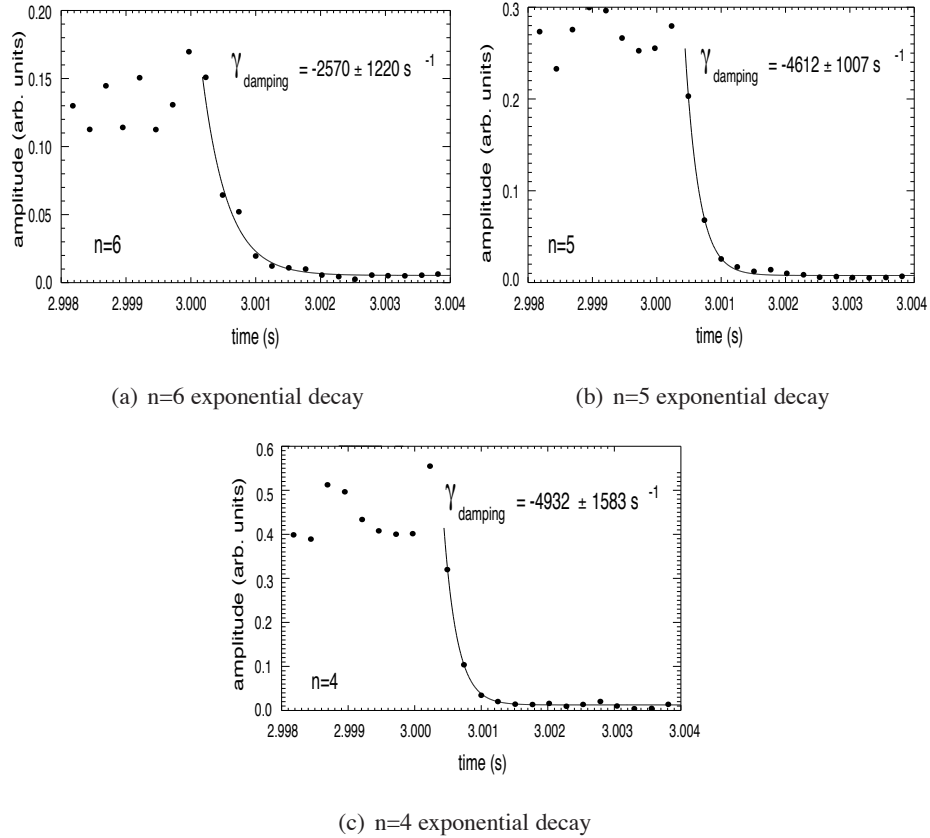 0.20
0.15
0.10
0.05
0.00
amplitude (arb. units)
γdamping = -2570 ± 1220 s -1
n=6
2.998 2.999 3.000 3.001 3.002 3.003 3.004
time (s)
(a) n=6 exponential decay
0.3
0.2
0.1
0.0
amplitude (arb. units)
γdamping = -4612 ± 1007 s -1
n=5
2.998 2.999 3.000 3.001 3.002 3.003 3.004
time (s)
(b) n=5 exponential decay
0.6
0.5
0.4
0.3
0.2
0.1
0.0
amplitude (arb. units)
γdamping = -4932 ± 1583 s -1
n=4
2.998 2.999 3.000 3.001 3.002 3.003 3.004
time (s)
(c) n=4 exponential decay